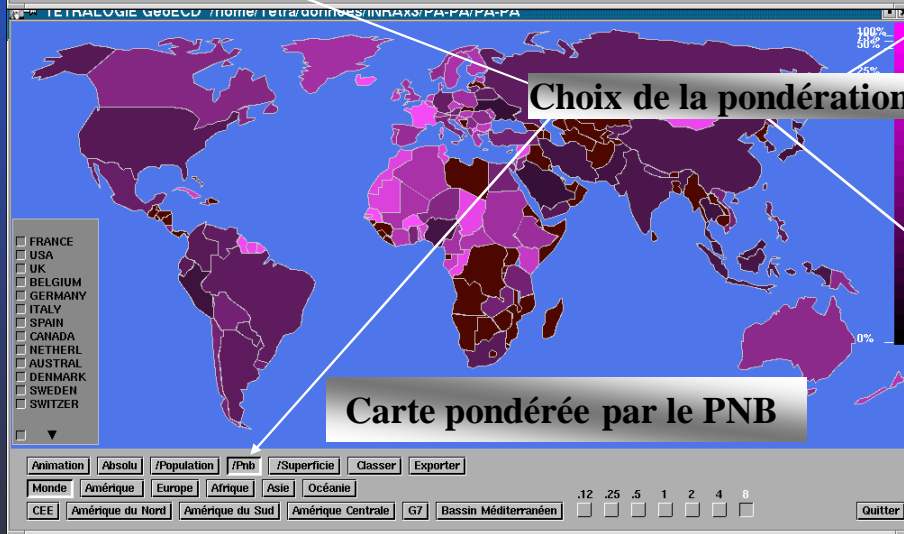 TETRALOGIE GeoECD /home/Tetra/donnees/INRAx3/PA-PA/PA-PA
100%
50%
25%
Choix de la pondération
FRANCE
USA
UK
BELGIUM
GERMANY
ITALY
SPAIN
CANADA
NETHERL
AUSTRAL
DENMARK
SWEDEN
SWITZER
0%
Carte pondérée par le PNB
Animation Absolu /Population /Pnb /Superficie Classer Exporter
Monde Amérique Europe Afrique Asie Océanie
.12 .25 .5 1 2 4 8
CEE Amérique du Nord Amérique du Sud Amérique Centrale G7 Bassin Méditerranéen Quitter